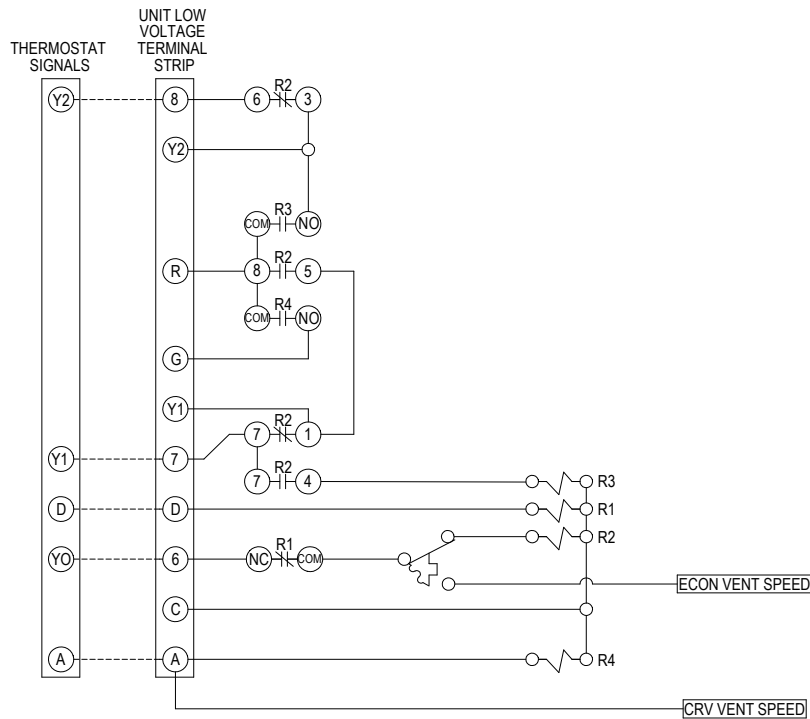 UNIT LOW
VOLTAGE
TERMINAL
STRIP
THERMOSTAT
SIGNALS
Y2 8 6 R2 3
Y2
COM R3 NO
R 8 R2 5
COM R4 NO
G
Y1
7 R2 1
Y1 7
7 R2 4 R3
D D R1
R2
YO 6 NC R1 COM
ECON VENT SPEED
C
A A R4
CRV VENT SPEED